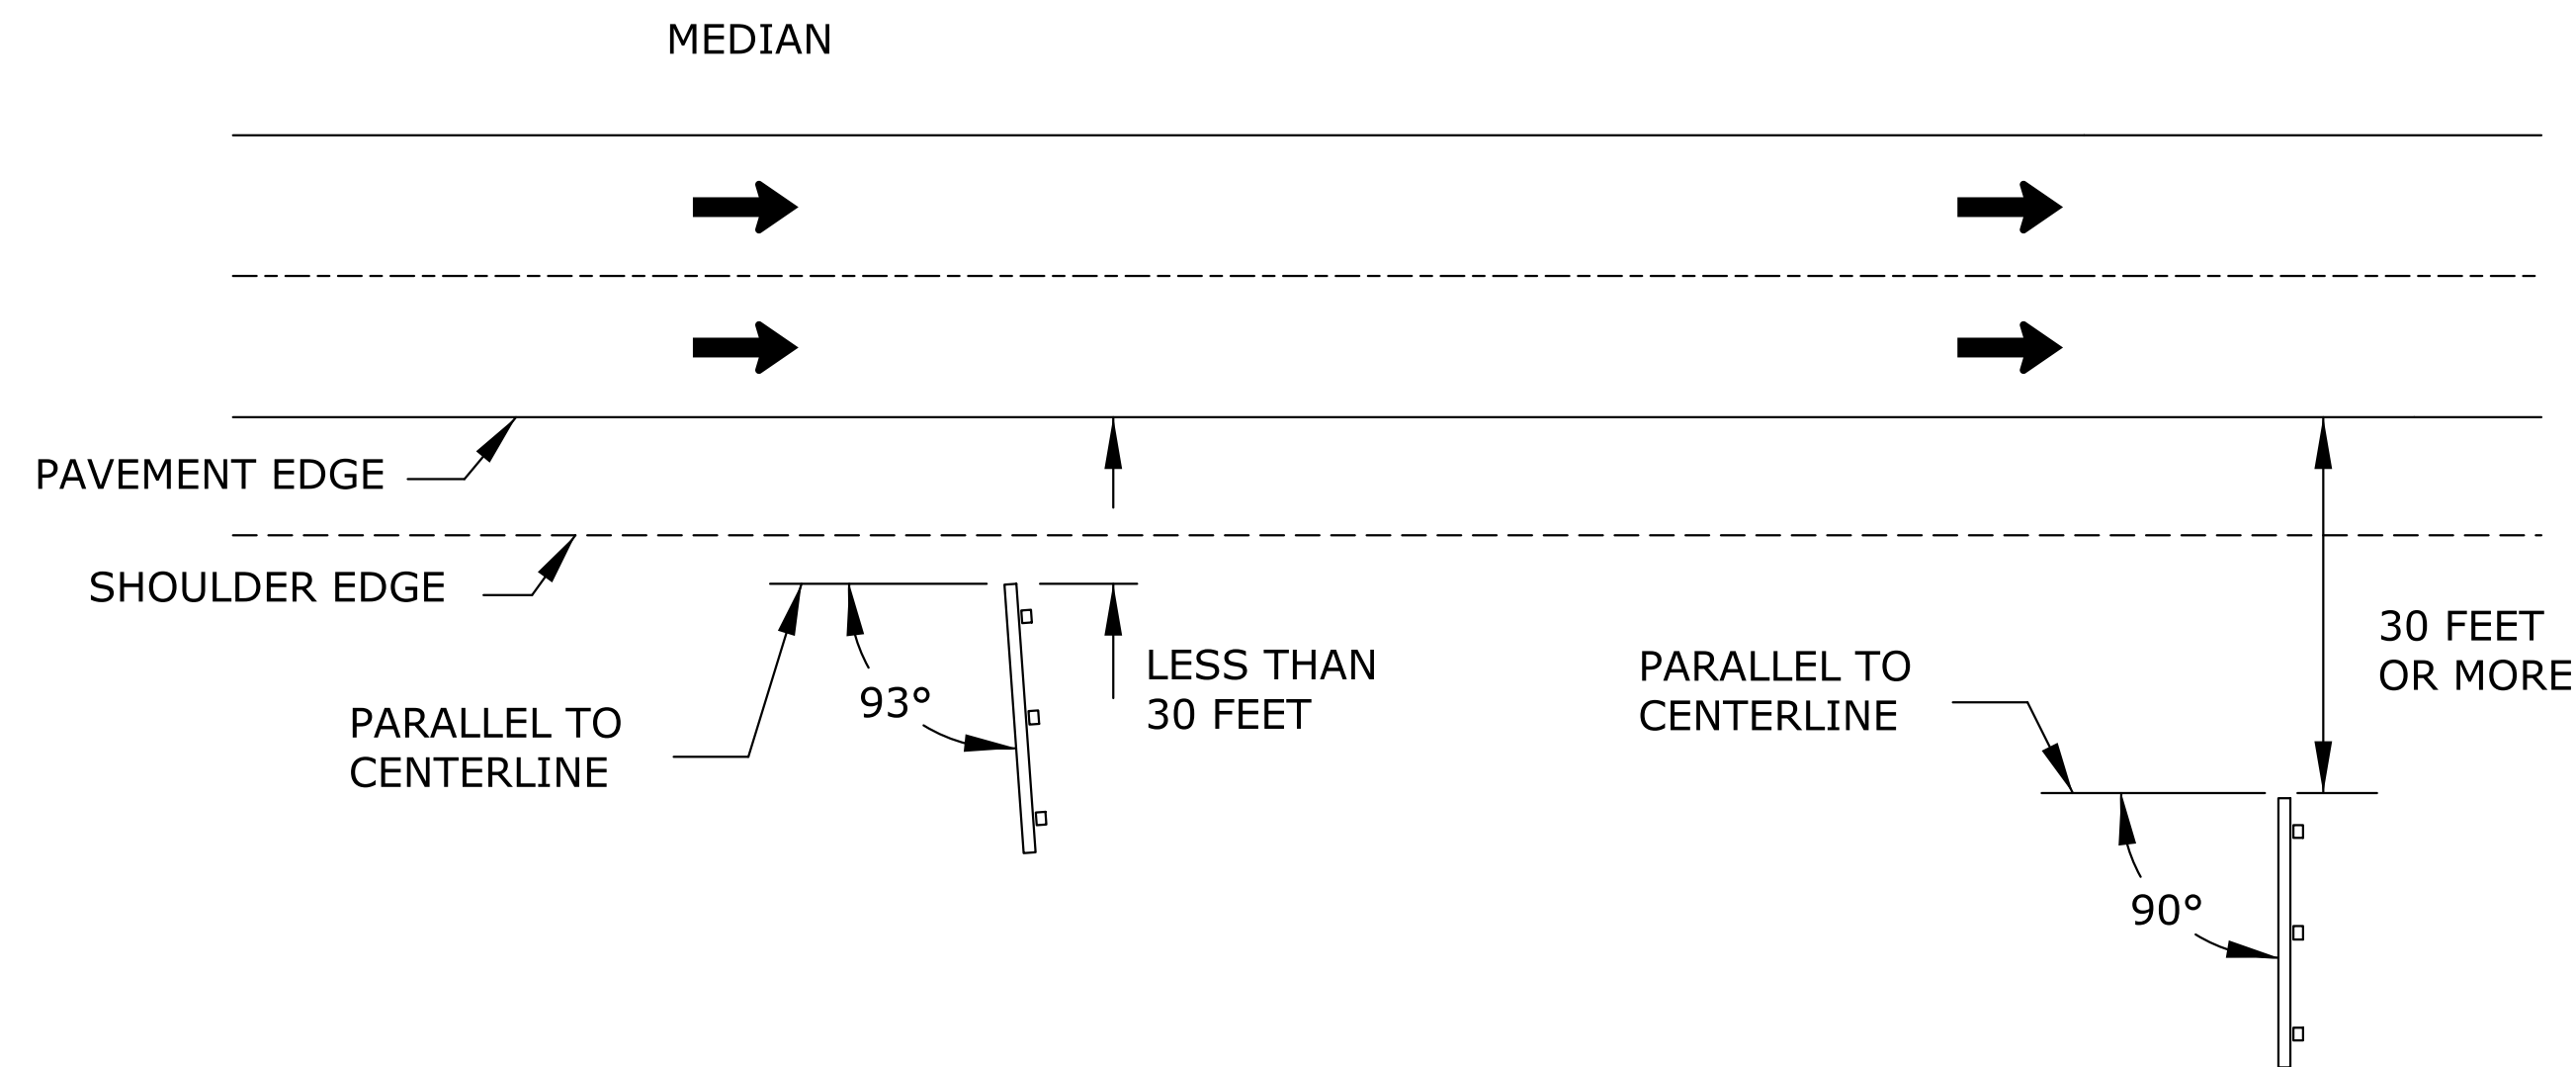 MEDIAN
PAVEMENT EDGE
SHOULDER EDGE
PARALLEL TO
CENTERLINE
93°
LESS THAN
30 FEET
PARALLEL TO
CENTERLINE
90°
30 FEET
OR MORE